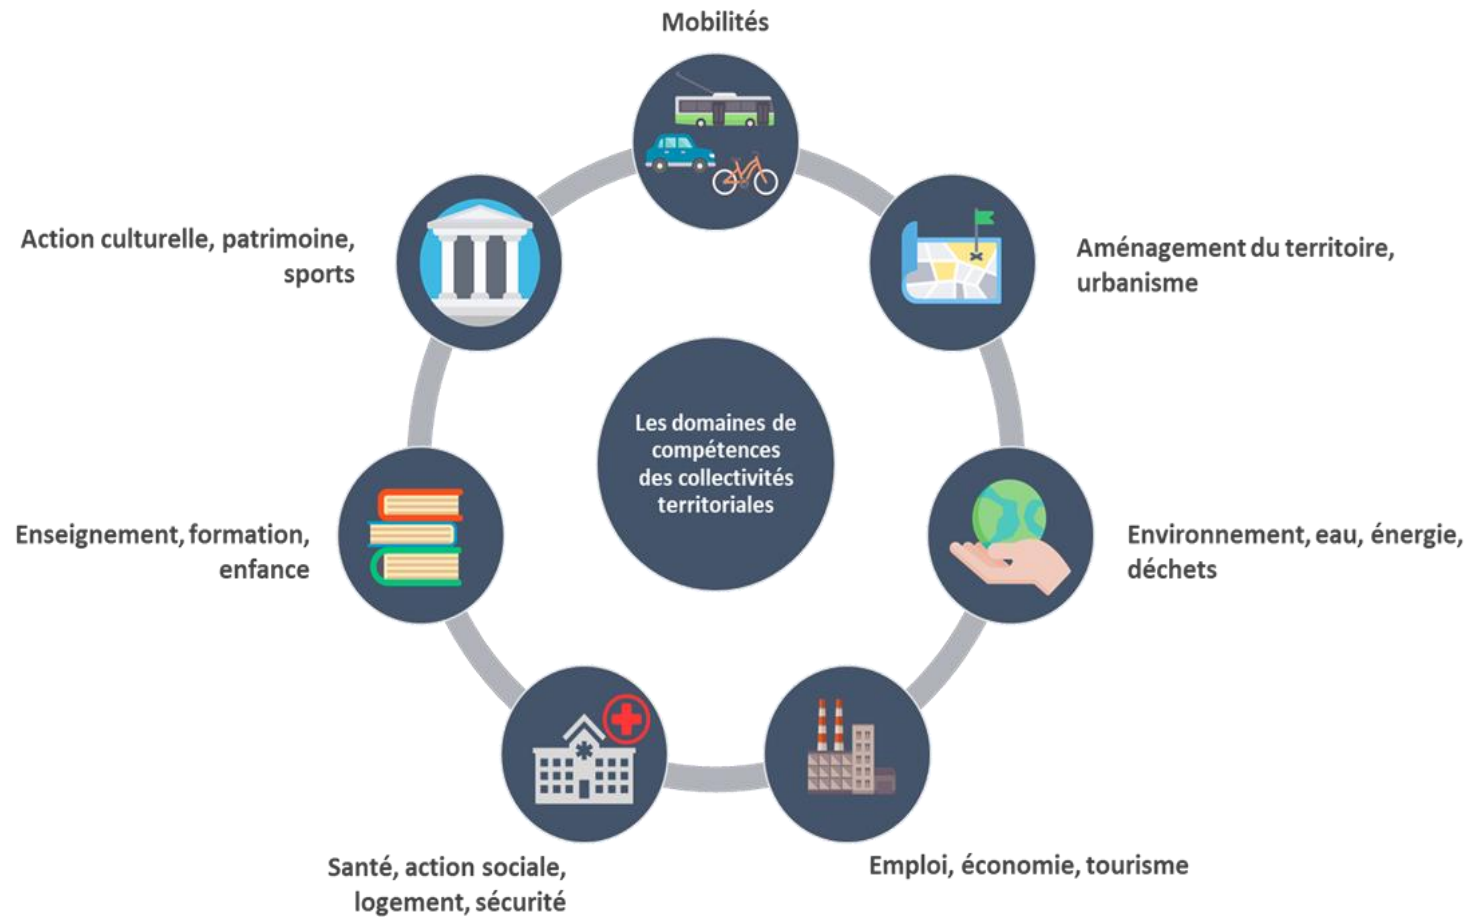 Mobilités
Aménagement du territoire,
urbanisme
Environnement, eau, énergie,
déchets
Emploi, économie, tourisme
Santé, action sociale,
logement, sécurité
Enseignement, formation,
enfance
Action culturelle, patrimoine,
sports
Les domaines de
compétences
des collectivités
territoriales